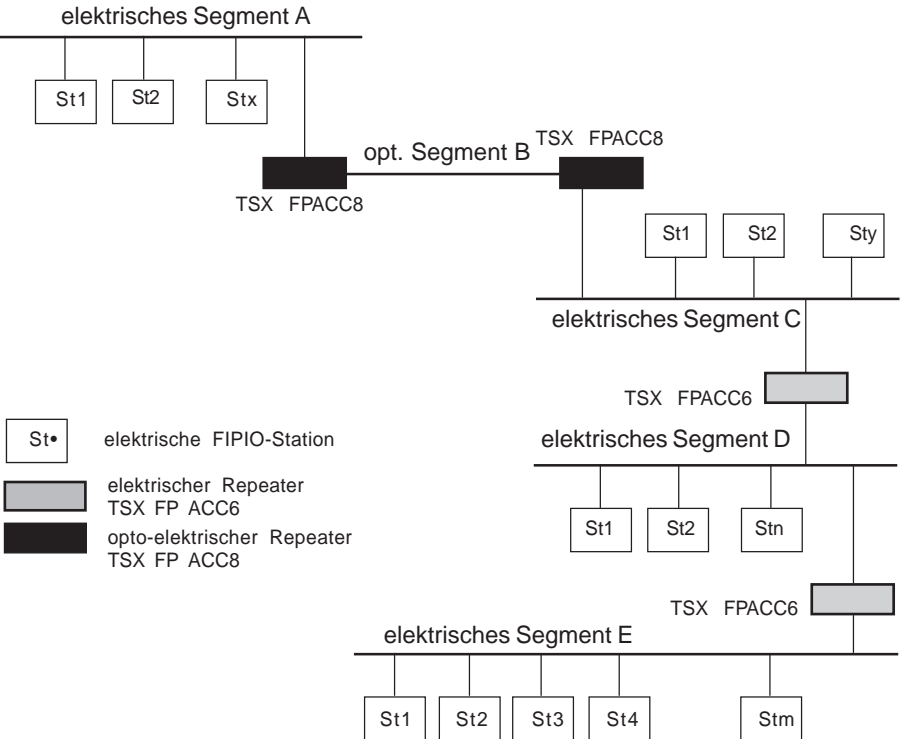 elektrisches Segment A
St1
St2
Stx
TSX FPACC8
opt. Segment B
TSX FPACC8
St1
St2
Sty
elektrisches Segment C
TSX FPACC6
St•
elektrische FIPIO-Station
elektrisches Segment D
elektrischer Repeater
TSX FP ACC6
opto-elektrischer Repeater
TSX FP ACC8
St1
St2
Stn
TSX FPACC6
elektrisches Segment E
St1
St2
St3
St4
Stm